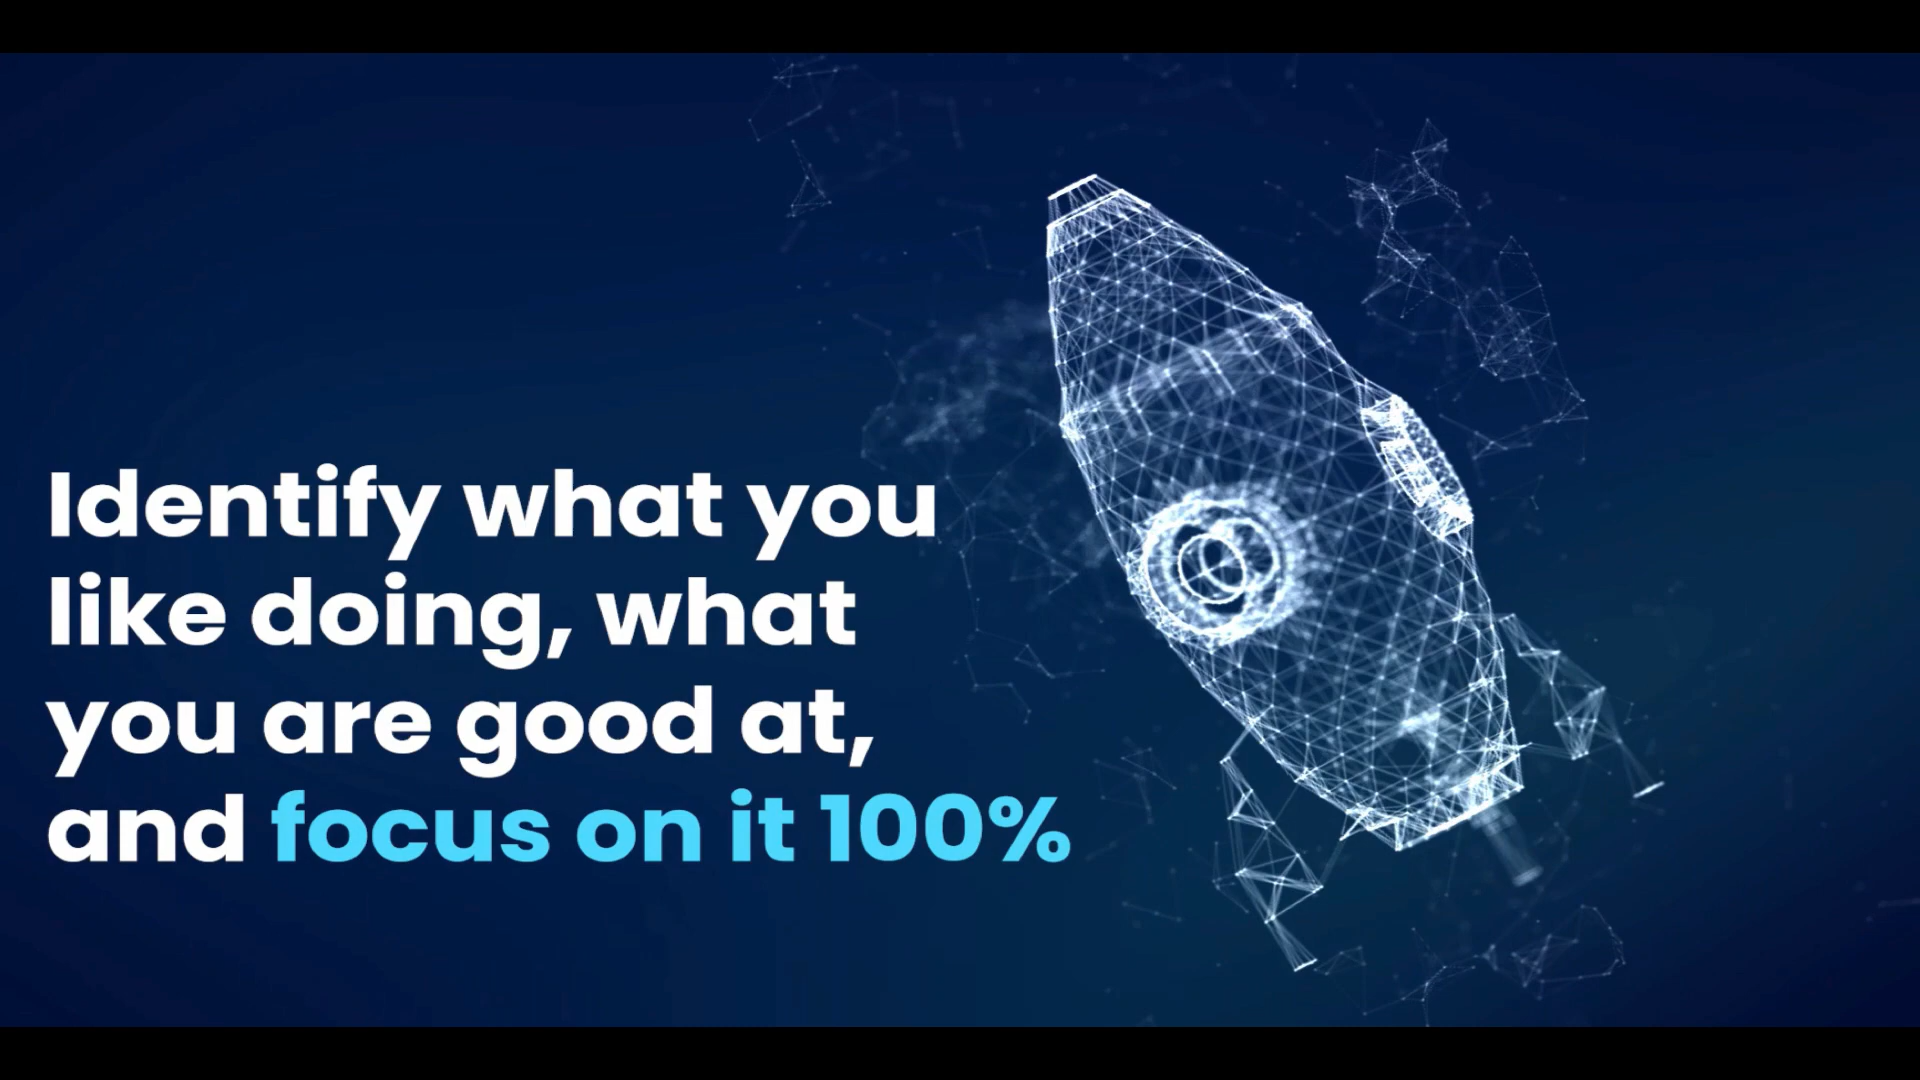 Identify what you
like doing, what
you are good at,
and focus on it 100%